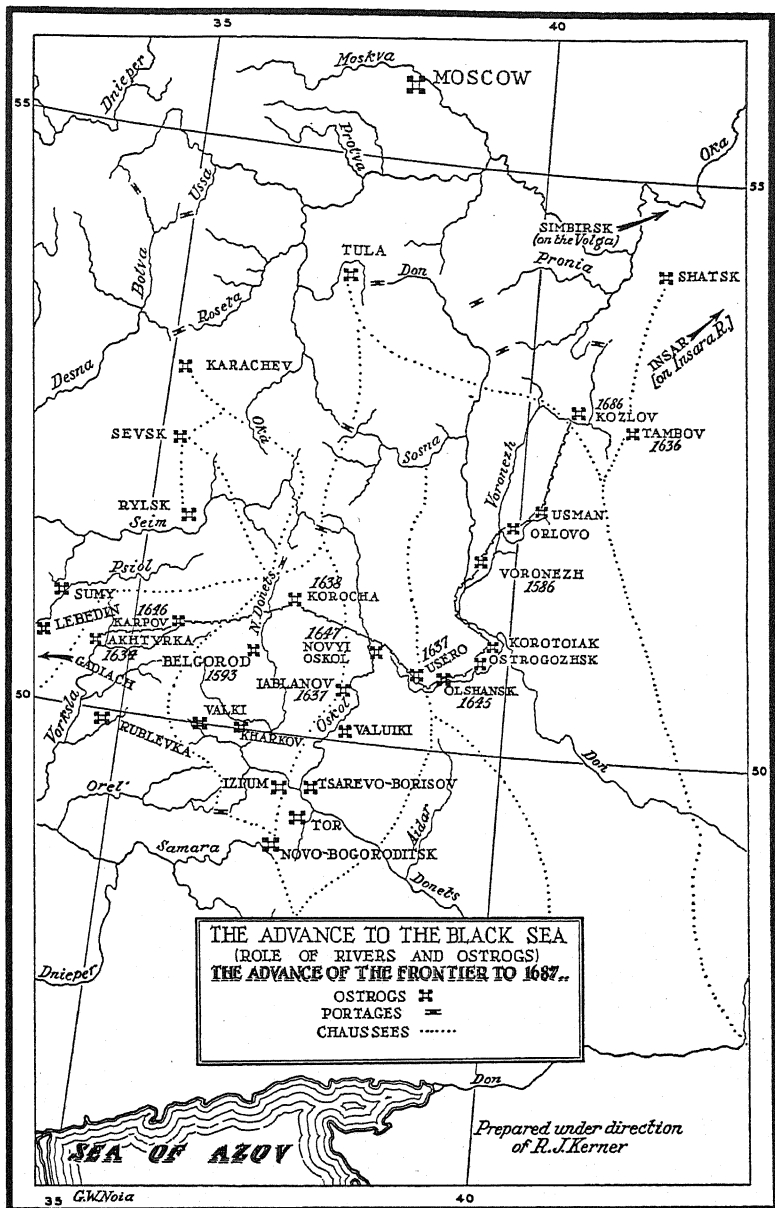 35
40
Dnieper
Moskva
MOSCOW
55
Protva
Oka
55
Ussa
SIMBIRSK
(on the Volga)
TULA
Don
Pronia
SHATSK
Bolva
Roseta
INSAR
[on Insara R.]
Desna
KARACHEV
1686
KOZLOV
SEVSK
Oka
Sosna
TAMBOV
1636
Voronezh
RYLSK
Seim
USMAN
ORLOVO
Psiol
VORONEZH
1586
SUMY
N. Donets
1638
KOROCHA
LEBEDIN
1646
KARPOV
1647
NOVYI
OSKOL
1637
USERO
KOROTOIAK
AKHTYRKA
1634
OSTROGOZHSK
GADIACH
BELGOROD
1593
IABLANOV
1637
OLSHANSK
1645
50
Vorksla
VALKI
Oskol
RUBLEVKA
KHARKOV
VALUIKI
Don
50
Orel'
IZIUM
TSAREVO-BORISOV
TOR
Aidar
Samara
NOVO-BOGORODITSK
Donets
Dnieper
THE ADVANCE TO THE BLACK SEA
(ROLE OF RIVERS AND OSTROGS)
THE ADVANCE OF THE FRONTIER TO 1687..
OSTROGS
PORTAGES
CHAUSSEES
Don
Prepared under direction
of R.J.Kerner
SEA OF AZOV
35
G.W.Noia
40